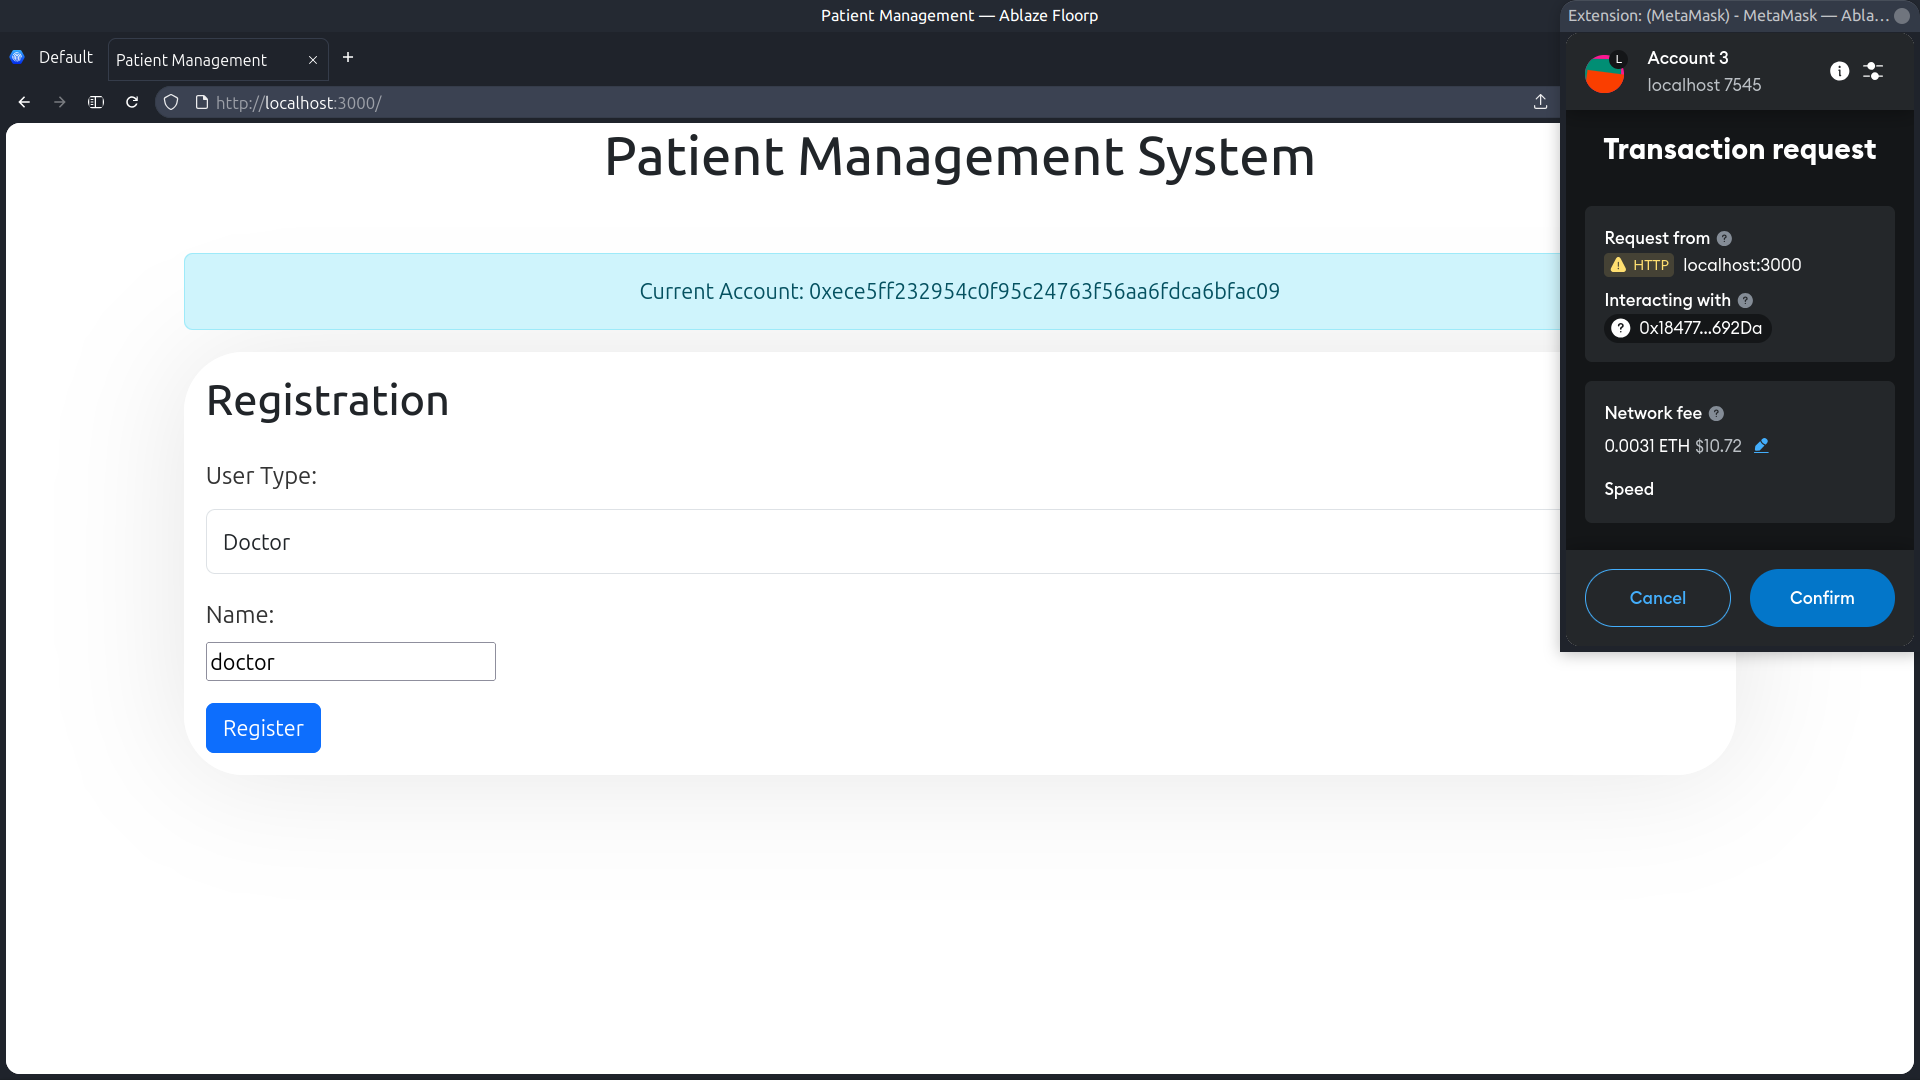 Patient Management — Ablaze Floorp
Default
Patient Management
http://localhost:3000/
Patient Management System
Current Account: 0xece5ff232954c0f95c24763f56aa6fdca6bfac09
Registration
User Type:
Doctor
Name:
doctor
Register
Extension: (MetaMask) - MetaMask — Abla...
L
Account 3
localhost 7545
Transaction request
Request from
HTTP localhost:3000
Interacting with
0x18477...692Da
Network fee
0.0031 ETH $10.72
Speed
Cancel
Confirm